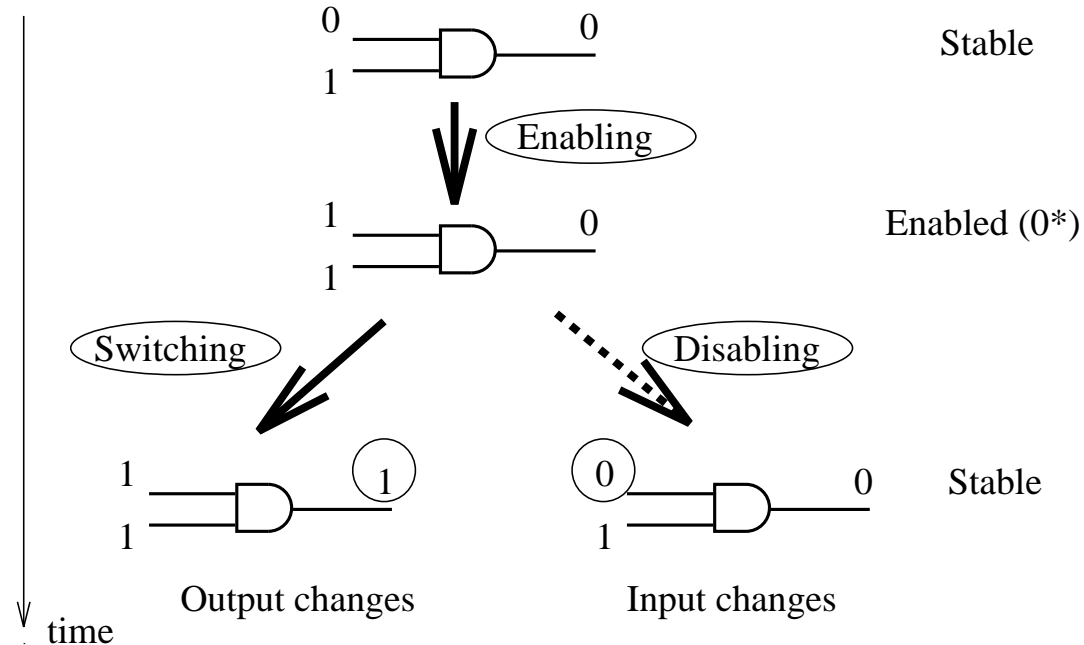 0 0 Stable
1
Enabling
1 0 Enabled (0*)
1
Switching Disabling
1 1 0 0 Stable
1 1
Output changes Input changes
time